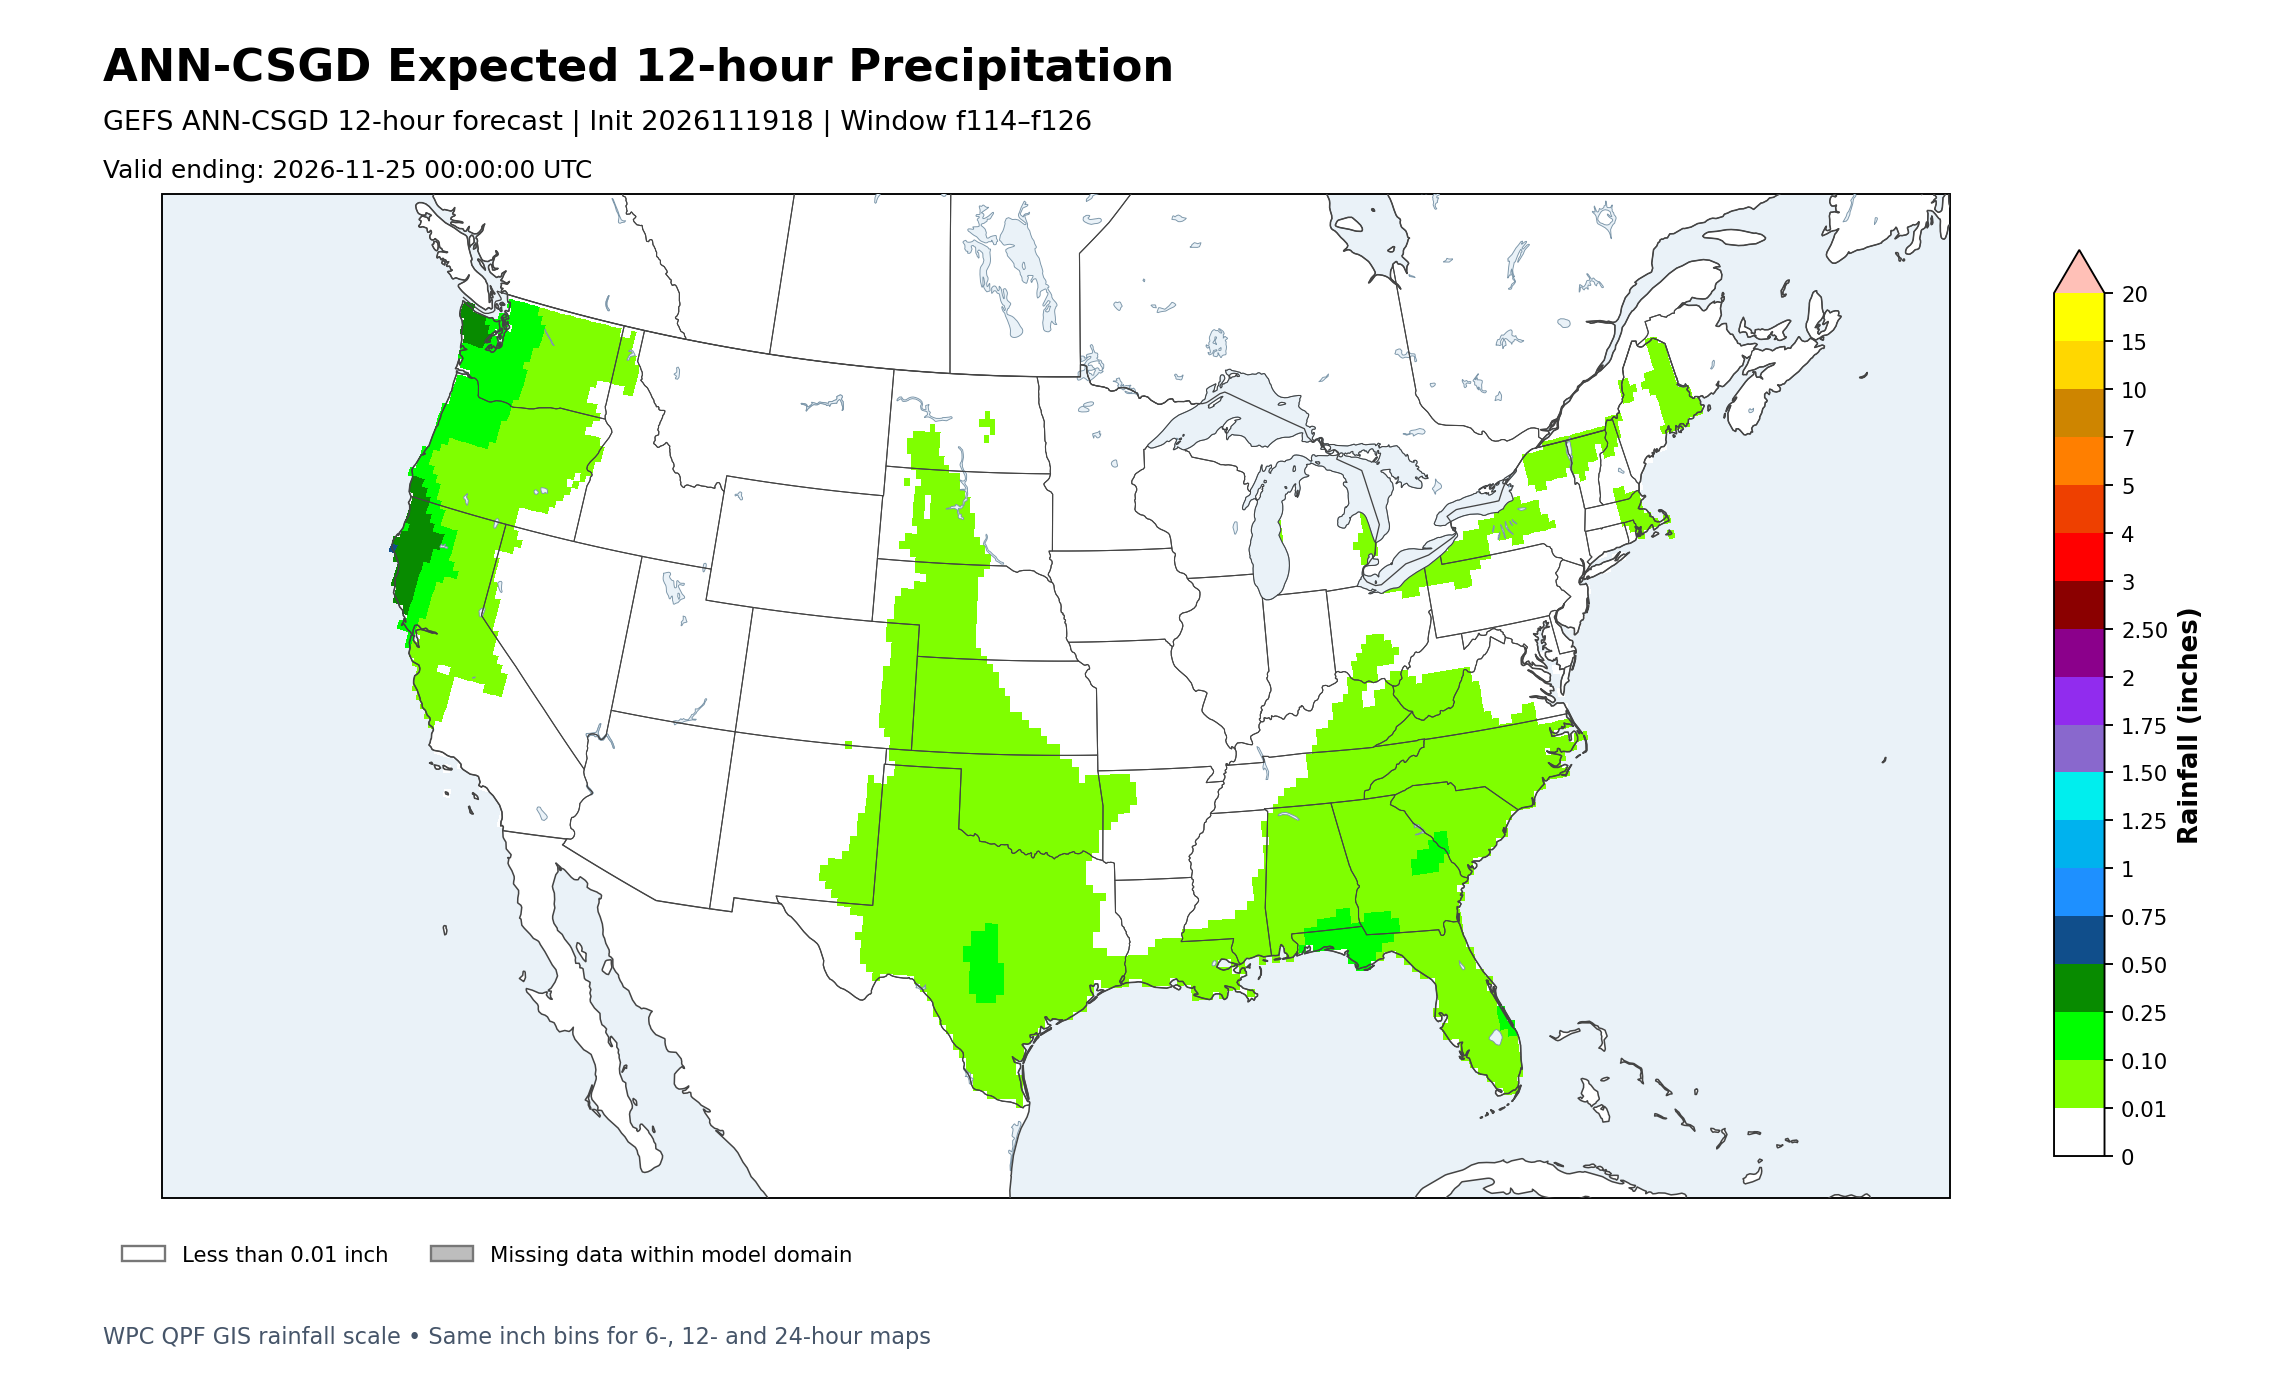 ANN-CSGD Expected 12-hour Precipitation
GEFS ANN-CSGD 12-hour forecast | Init 2026111918 | Window f114–f126
Valid ending: 2026-11-25 00:00:00 UTC
20
15
10
7
5
4
3
2.50
2
1.75
1.50
1.25
1
0.75
0.50
0.25
0.10
0.01
0
Rainfall (inches)
Less than 0.01 inch
Missing data within model domain
WPC QPF GIS rainfall scale • Same inch bins for 6-, 12- and 24-hour maps